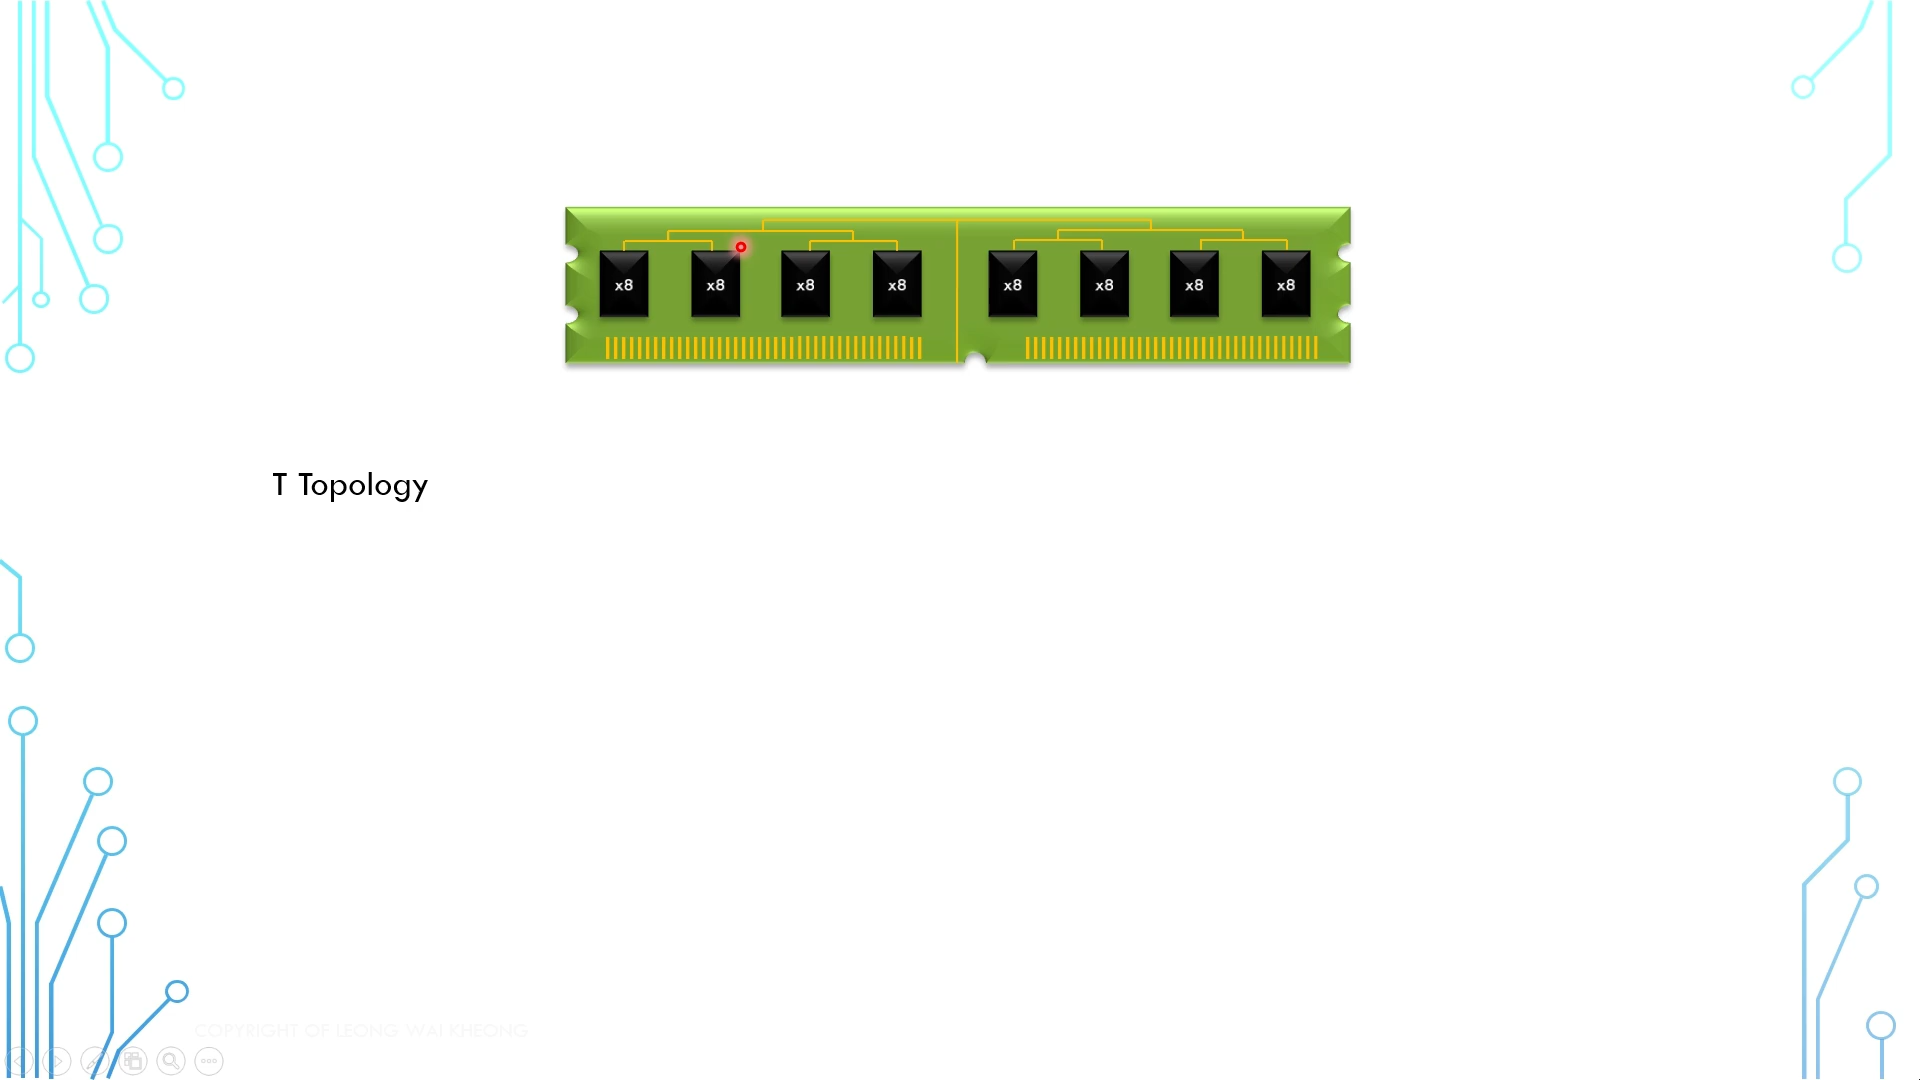 x8 x8 x8 x8 x8 x8 x8 x8
T Topology
COPYRIGHT OF LEONG WAI KHEONG